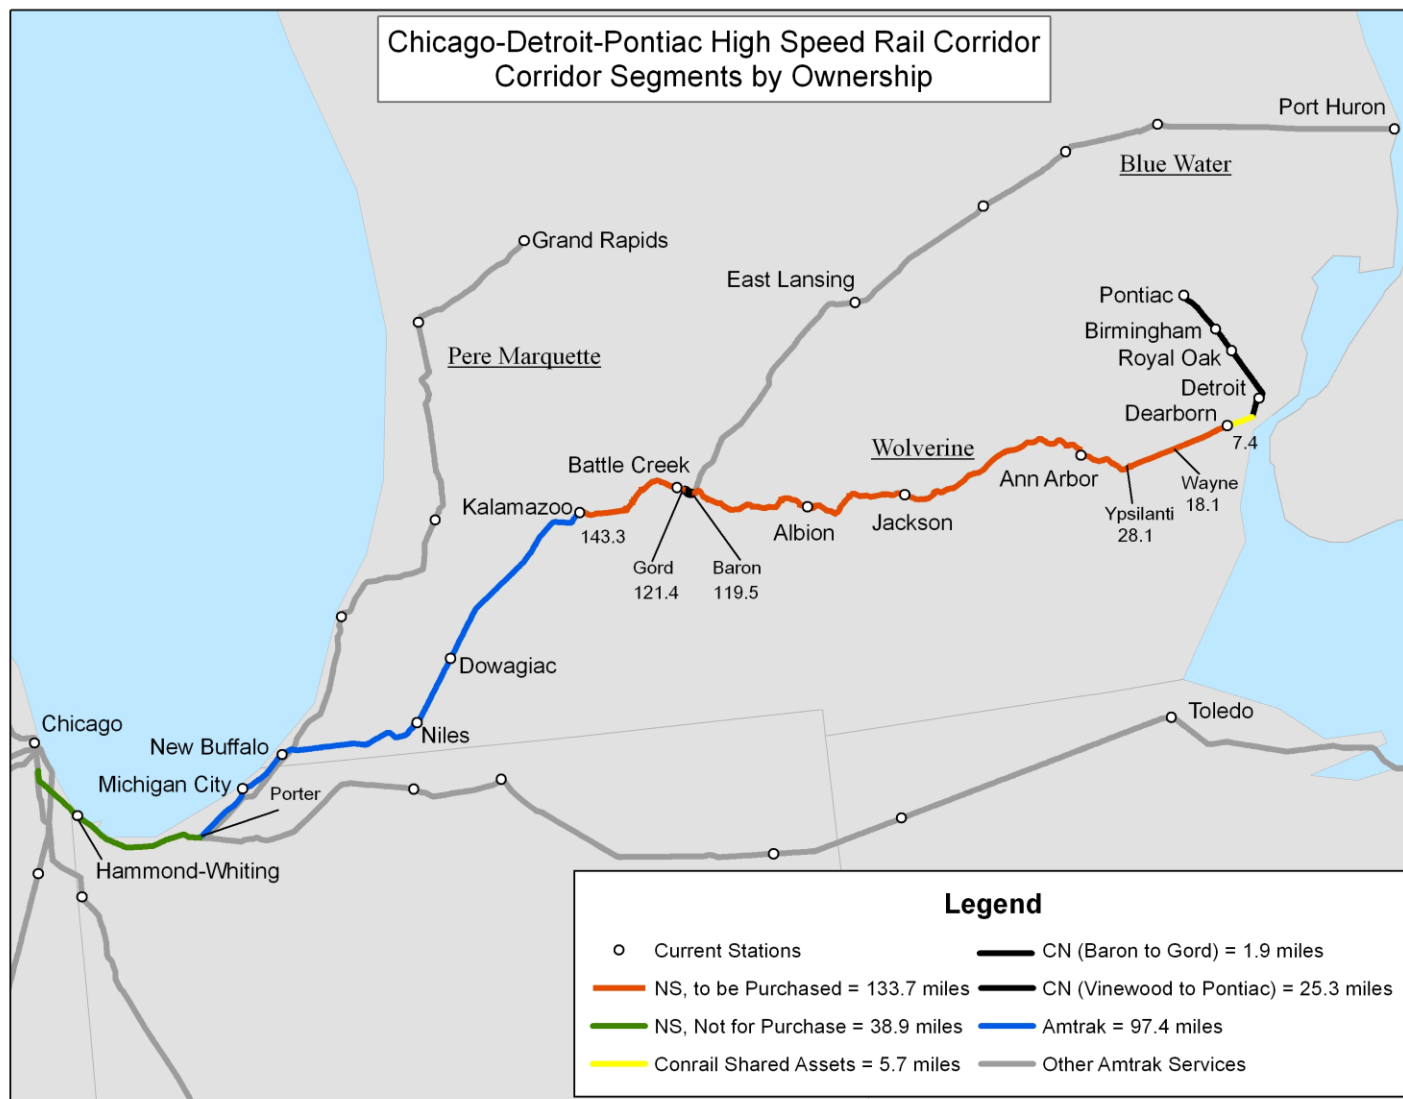 Chicago-Detroit-Pontiac High Speed Rail Corridor
Corridor Segments by Ownership
Port Huron
Blue Water
Grand Rapids
East Lansing
Pontiac
Birmingham
Royal Oak
Detroit
Dearborn
7.4
Pere Marquette
Wolverine
Battle Creek
Kalamazoo
143.3
Gord
121.4
Baron
119.5
Albion
Jackson
Ann Arbor
Ypsilanti
28.1
Wayne
18.1
Dowagiac
Niles
Chicago
New Buffalo
Michigan City
Porter
Hammond-Whiting
Toledo
Legend
Current Stations
NS, to be Purchased = 133.7 miles
NS, Not for Purchase = 38.9 miles
Conrail Shared Assets = 5.7 miles
CN (Baron to Gord) = 1.9 miles
CN (Vinewood to Pontiac) = 25.3 miles
Amtrak = 97.4 miles
Other Amtrak Services